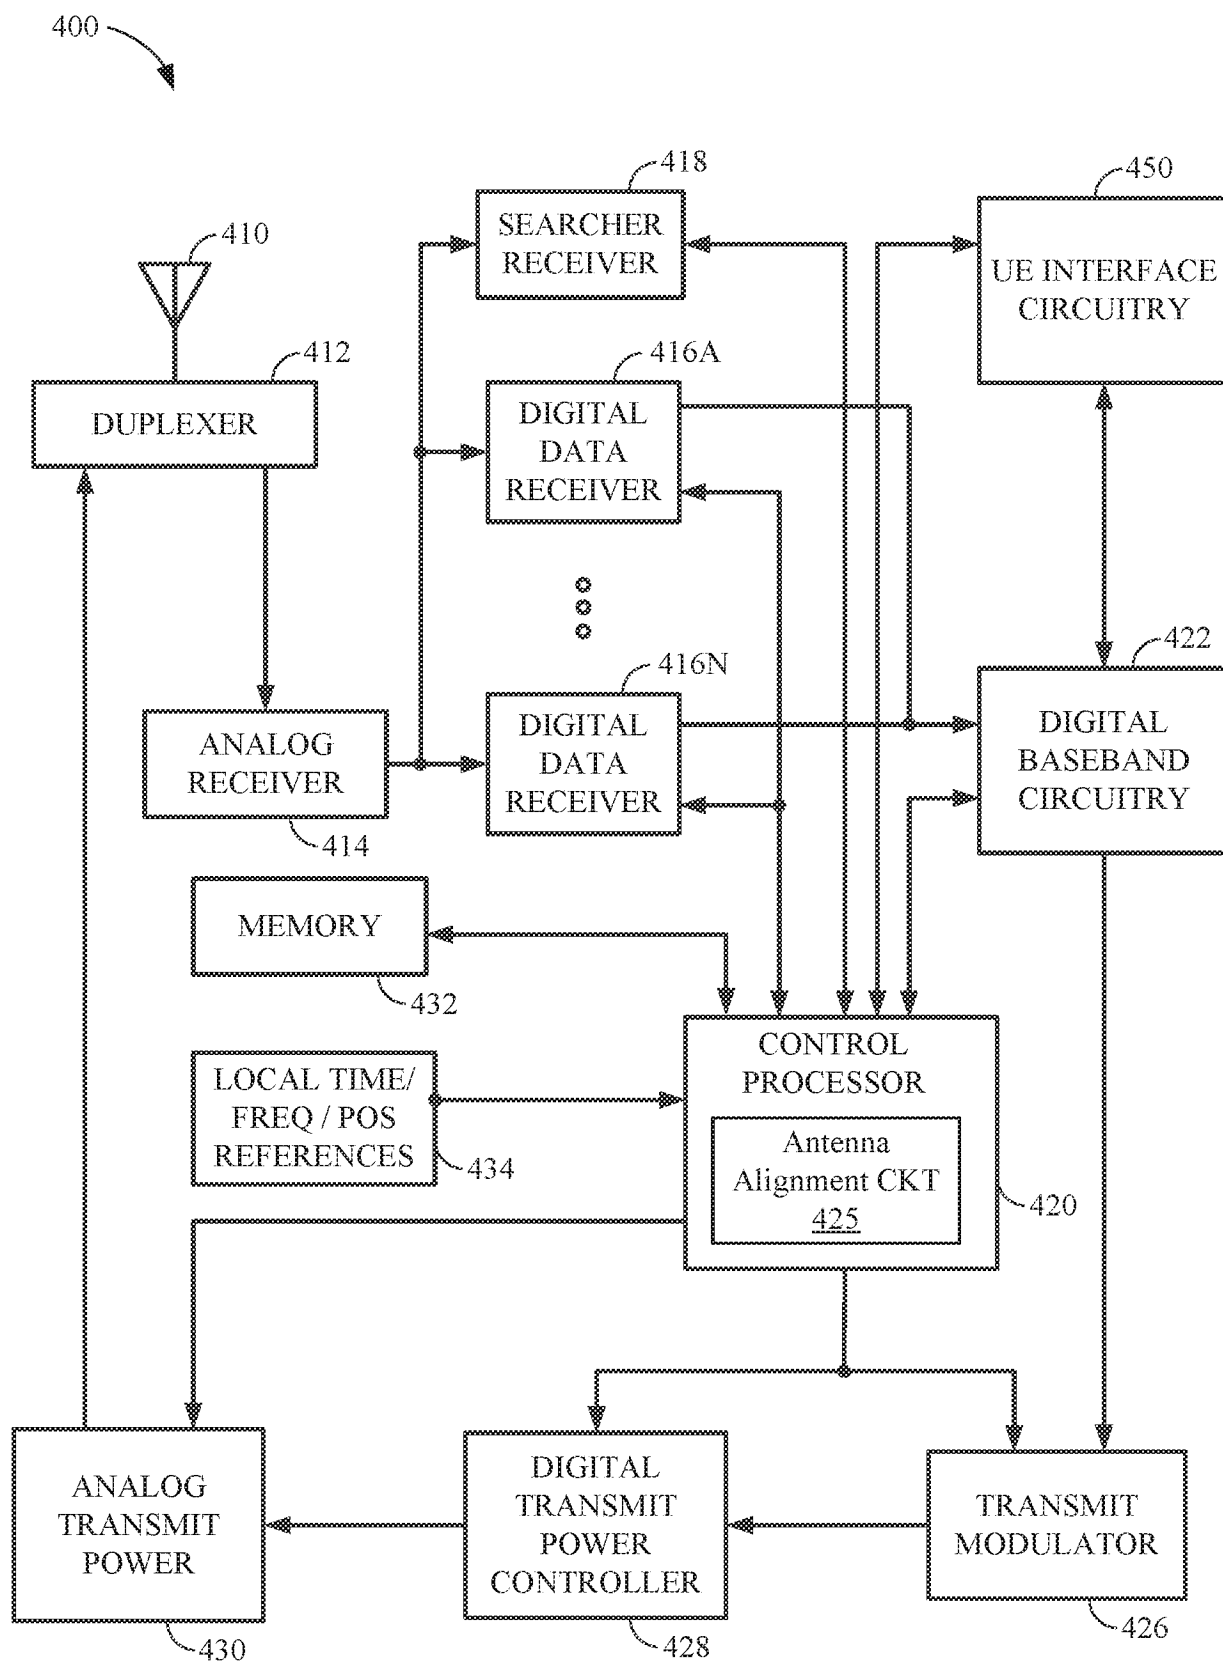 400
418
SEARCHER
RECEIVER
450
UE INTERFACE
CIRCUITRY
410
412
DUPLEXER
416A
DIGITAL
DATA
RECEIVER
416N
DIGITAL
DATA
RECEIVER
422
DIGITAL
BASEBAND
CIRCUITRY
ANALOG
RECEIVER
414
MEMORY
432
LOCAL TIME/
FREQ / POS
REFERENCES
434
CONTROL
PROCESSOR
Antenna
Alignment CKT
425
420
ANALOG
TRANSMIT
POWER
430
DIGITAL
TRANSMIT
POWER
CONTROLLER
428
TRANSMIT
MODULATOR
426